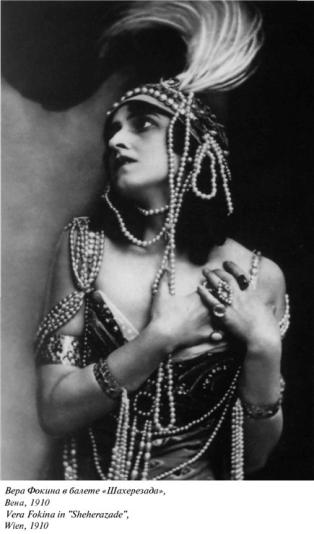 Вера Фокина в балете «Шахерезада»,
Вена, 1910
Vera Fokina in "Sheherazade",
Wien, 1910